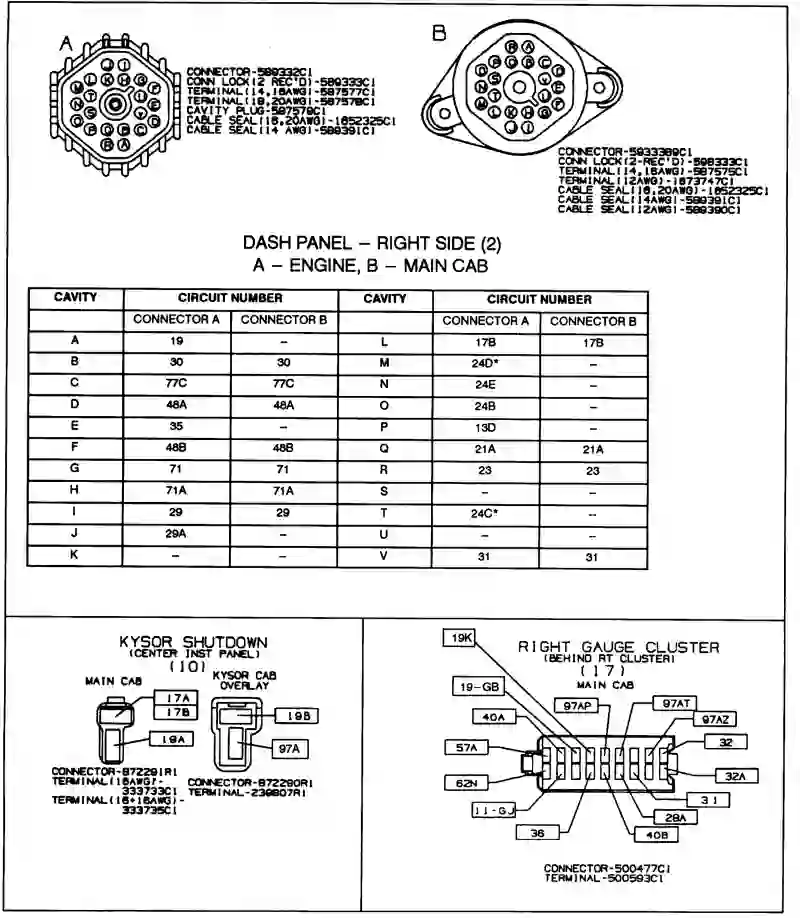 A
CONNECTOR-589332C1
CONN LOCK(2 REC'D)-589333C1
TERMINAL(14,16AWG)-587577C1
TERMINAL(18,20AWG)-587578C1
CAVITY PLUG-587579C1
CABLE SEAL(18,20AWG)-1652325C1
CABLE SEAL(14 AWG)-589391C1
B
CONNECTOR-5933389C1
CONN LOCK(2-REC'D)-598333C1
TERMINAL(14,16AWG)-587575C1
TERMINAL(12AWG)-1673747C1
CABLE SEAL(18,20AWG)-1652325C1
CABLE SEAL(14AWG)-589391C1
CABLE SEAL(12AWG)-589390C1
DASH PANEL – RIGHT SIDE (2)
A – ENGINE, B – MAIN CAB
CAVITY CIRCUIT NUMBER CAVITY CIRCUIT NUMBER
CONNECTOR A CONNECTOR B CONNECTOR A CONNECTOR B
A 19 – L 17B 17B
B 30 30 M 24D* –
C 77C 77C N 24E –
D 48A 48A O 24B –
E 35 – P 13D –
F 48B 48B Q 21A 21A
G 71 71 R 23 23
H 71A 71A S – –
I 29 29 T 24C* –
J 29A – U – –
K – – V 31 31
KYSOR SHUTDOWN
(CENTER INST PANEL)
(10)
MAIN CAB
17A
17B
19A
CONNECTOR-872291R1
TERMINAL(16AWG)-
333733C1
TERMINAL(16+16AWG)-
333735C1
KYSOR CAB
OVERLAY
19B
97A
CONNECTOR-872290R1
TERMINAL-239807R1
RIGHT GAUGE CLUSTER
(BEHIND RT CLUSTER)
(17)
MAIN CAB
19K
19-GB
40A
57A
62N
11-GJ
36
97AP
97AT
97AZ
32
32A
31
28A
40B
CONNECTOR-500477C1
TERMINAL-500593C1